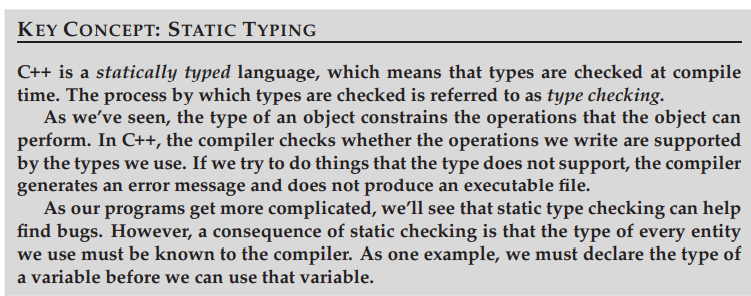 KEY CONCEPT: STATIC TYPING
C++ is a statically typed language, which means that types are checked at compile
time. The process by which types are checked is referred to as type checking.
As we've seen, the type of an object constrains the operations that the object can
perform. In C++, the compiler checks whether the operations we write are supported
by the types we use. If we try to do things that the type does not support, the compiler
generates an error message and does not produce an executable file.
As our programs get more complicated, we'll see that static type checking can help
find bugs. However, a consequence of static checking is that the type of every entity
we use must be known to the compiler. As one example, we must declare the type of
a variable before we can use that variable.